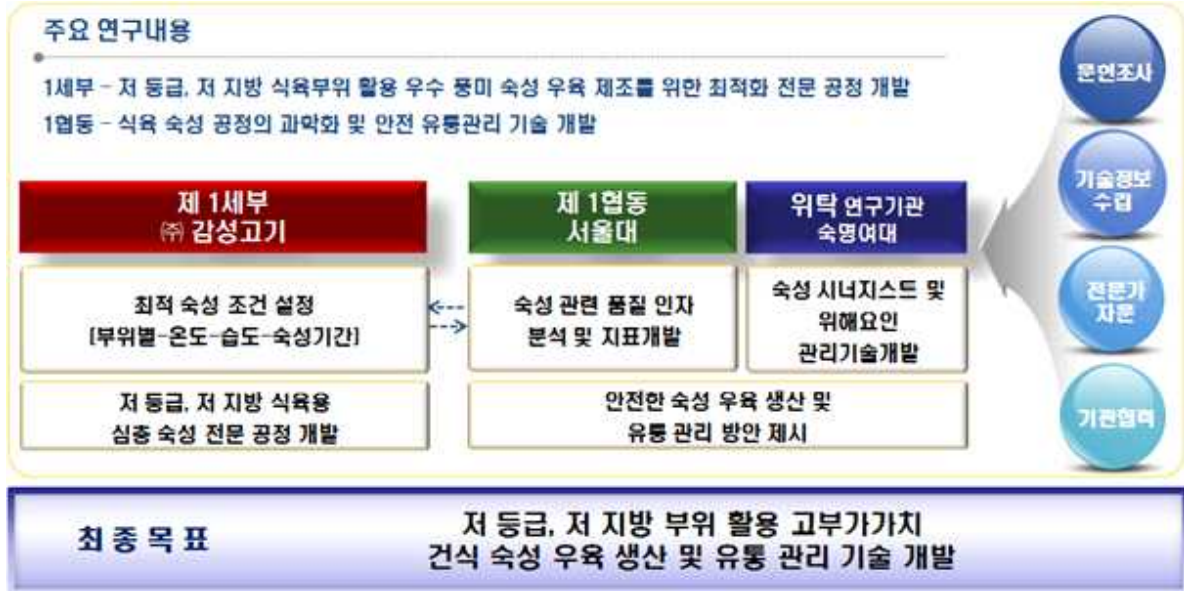 주요 연구내용
1세부 – 저 등급, 저 지방 식육부위 활용 우수 풍미 숙성 우육 제조를 위한 최적화 전문 공정 개발
1협동 – 식육 숙성 공정의 과학화 및 안전 유통관리 기술 개발
제 1세부
㈜ 감성고기
제 1협동
서울대
위탁 연구기관
숙명여대
최적 숙성 조건 설정
[부위별-온도-습도-숙성기간]
숙성 관련 품질 인자
분석 및 지표개발
숙성 시너지스트 및
위해요인
관리기술개발
저 등급, 저 지방 식육용
심층 숙성 전문 공정 개발
안전한 숙성 우육 생산 및
유통 관리 방안 제시
문헌조사
기술정보
수집
전문가
자문
기관협력
최종목표
저 등급, 저 지방 부위 활용 고부가가치
건식 숙성 우육 생산 및 유통 관리 기술 개발